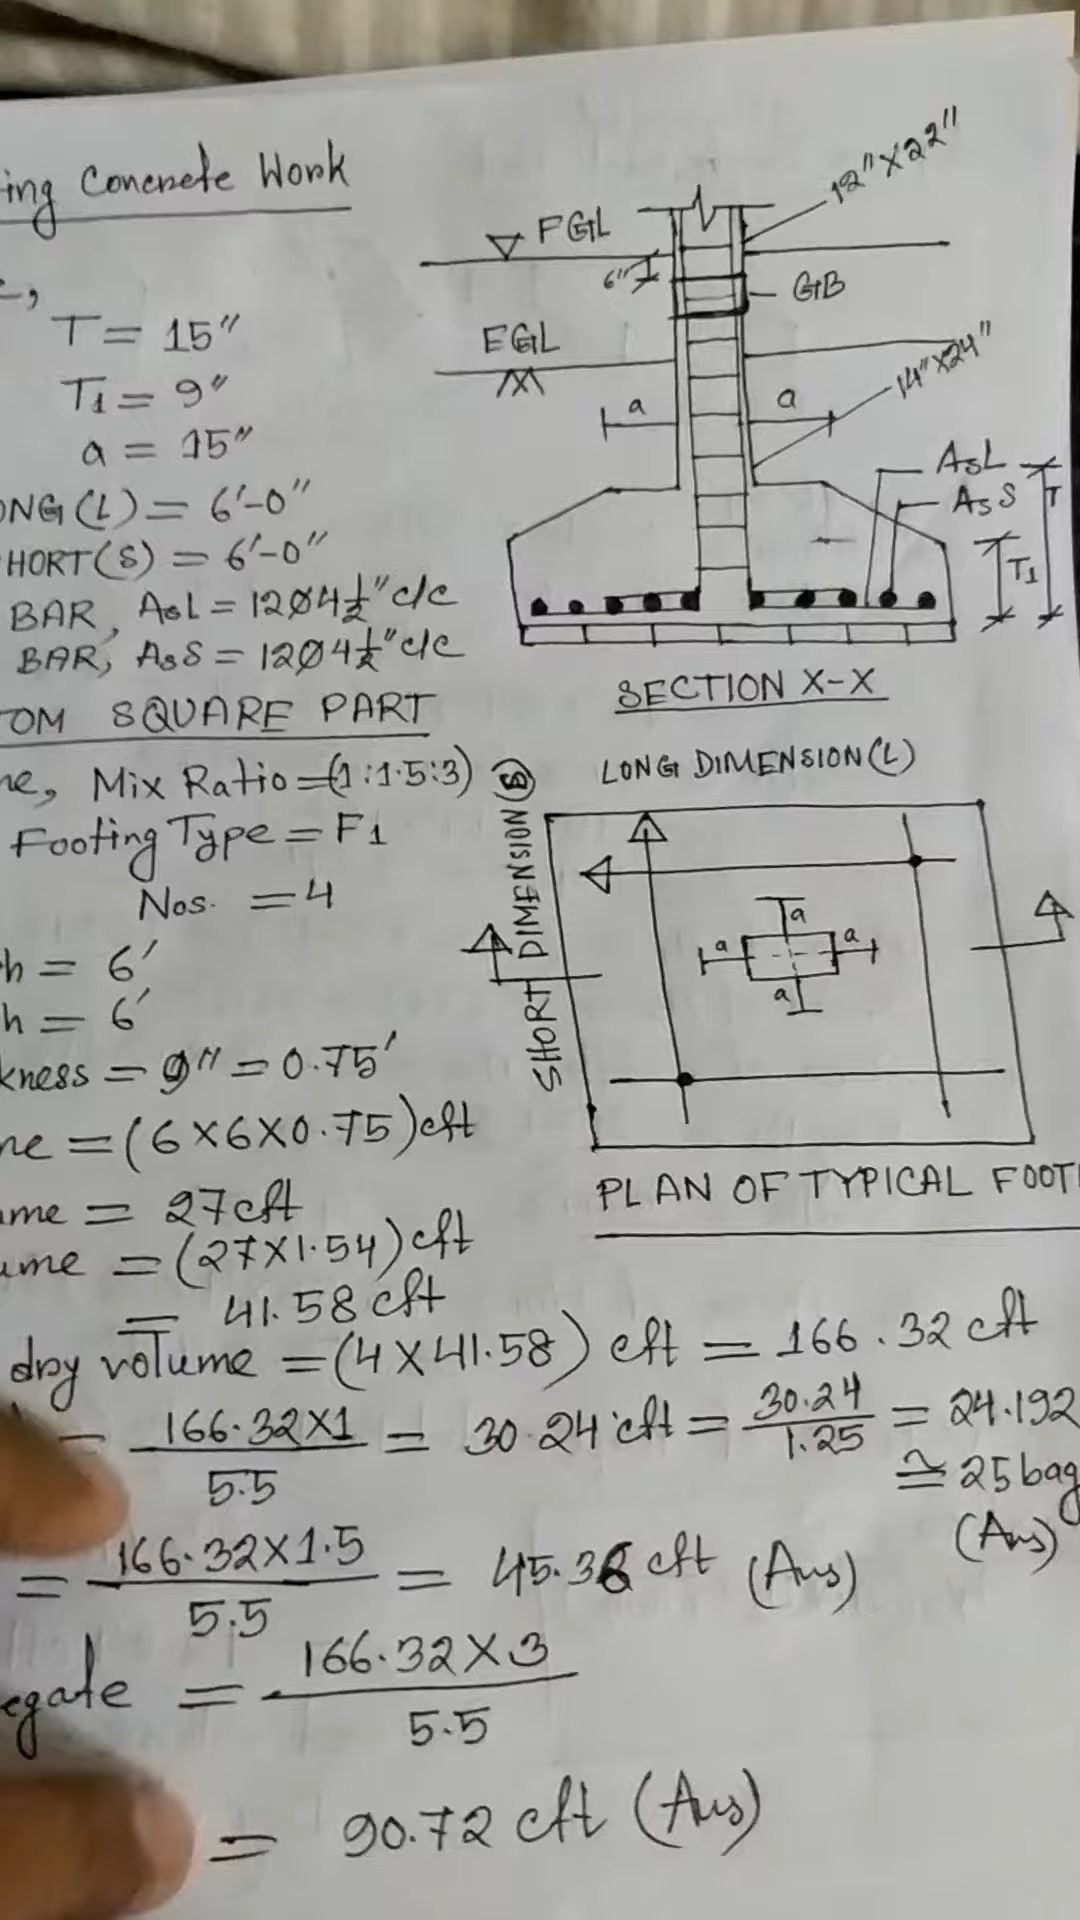 ing Concrete Work
T = 15"
T1 = 9"
a = 15"
ONG (L) = 6'-0"
HORT (S) = 6'-0"
BAR, AsL = 12Ø4½" c/c
BAR, AsS = 12Ø4½" c/c
TOM SQUARE PART
ne, Mix Ratio = (1:1.5:3)
Footing Type = F1
Nos. = 4
h = 6'
h = 6'
kness = 9" = 0.75'
me = (6×6×0.75) cft
ume = 27 cft
ume = (27×1.54) cft
= 41.58 cft
dry volume = (4×41.58) cft = 166.32 cft
= 166.32×1 / 5.5 = 30.24 cft = 30.24 / 1.25 = 24.192
≅ 25 bag
(Ans)
= 166.32×1.5 / 5.5 = 45.36 cft (Ans)
egate = 166.32×3 / 5.5
= 90.72 cft (Ans)
12"×22"
FGL
6"
GB
EGL
14"×24"
a
a
AsL
AsS
T
T1
SECTION X-X
LONG DIMENSION (L)
SHORT DIMENSION (S)
a
a
a
a
PLAN OF TYPICAL FOOTI